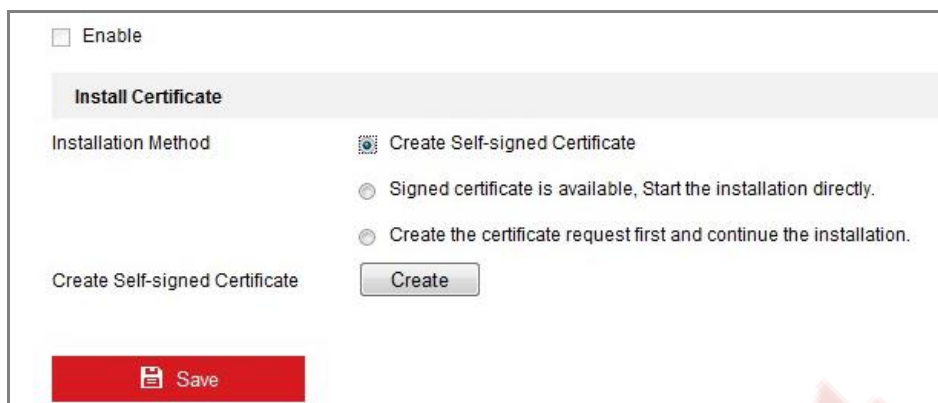 Enable
Install Certificate
Installation Method
Create Self-signed Certificate
Signed certificate is available, Start the installation directly.
Create the certificate request first and continue the installation.
Create Self-signed Certificate
Create
Save